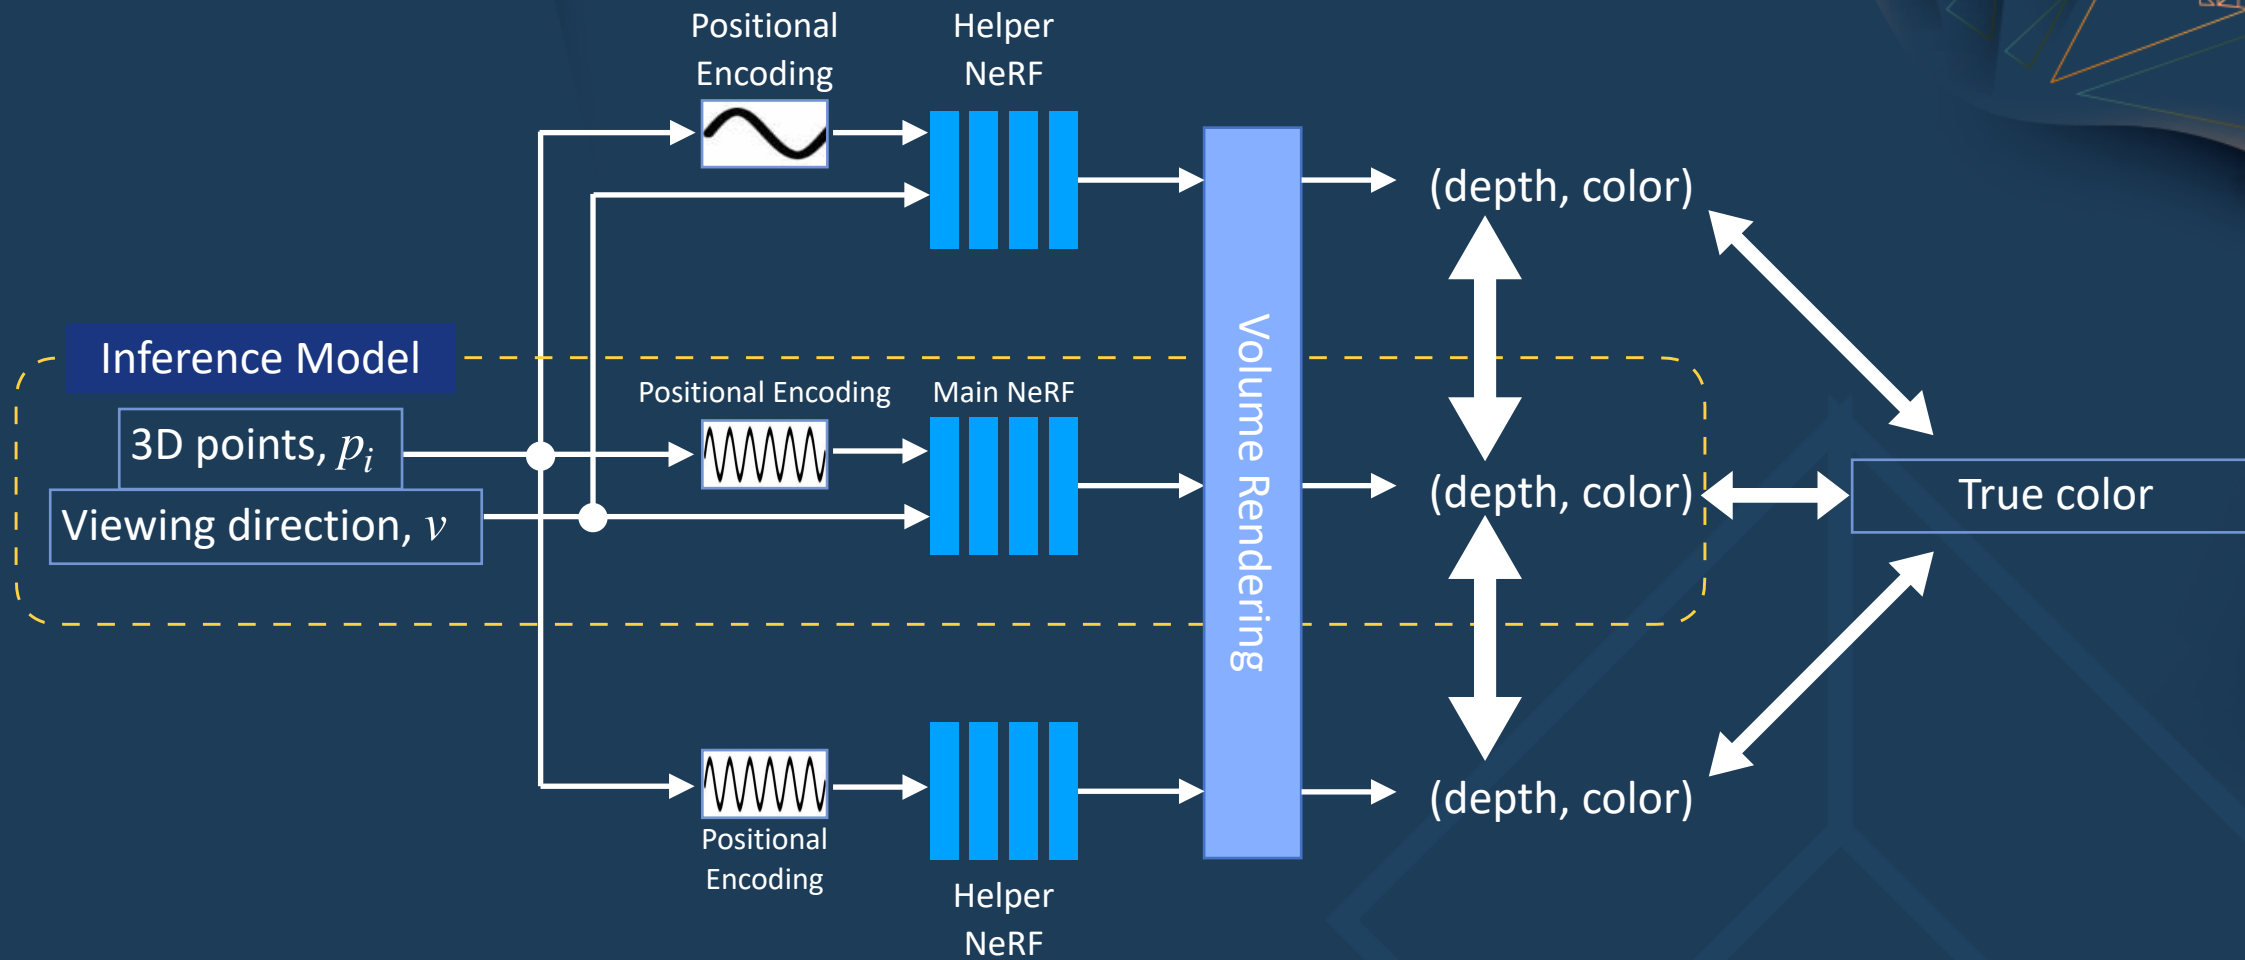 Positional
Encoding
Helper
NeRF
(depth, color)
Inference Model
Positional Encoding
Main NeRF
3D points, pᵢ
Viewing direction, v
Volume Rendering
(depth, color)
True color
(depth, color)
Positional
Encoding
Helper
NeRF